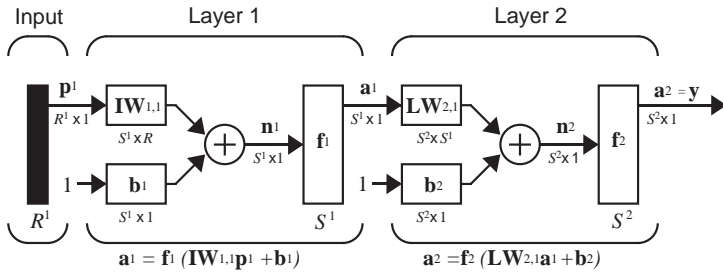 Input Layer 1 Layer 2
p1 a1 a2 = y
IW1,1 LW2,1
R1 x 1 S1 x 1 S2 x 1
S1 x R n1 f1 S2 x S1 n2 f2
S1 x 1 S2 x 1
1 b1 1 b2
S1 x 1 S2 x 1
R1 S1 S2
a1 = f1 (IW1,1p1 +b1) a2 =f2 (LW2,1a1+b2)